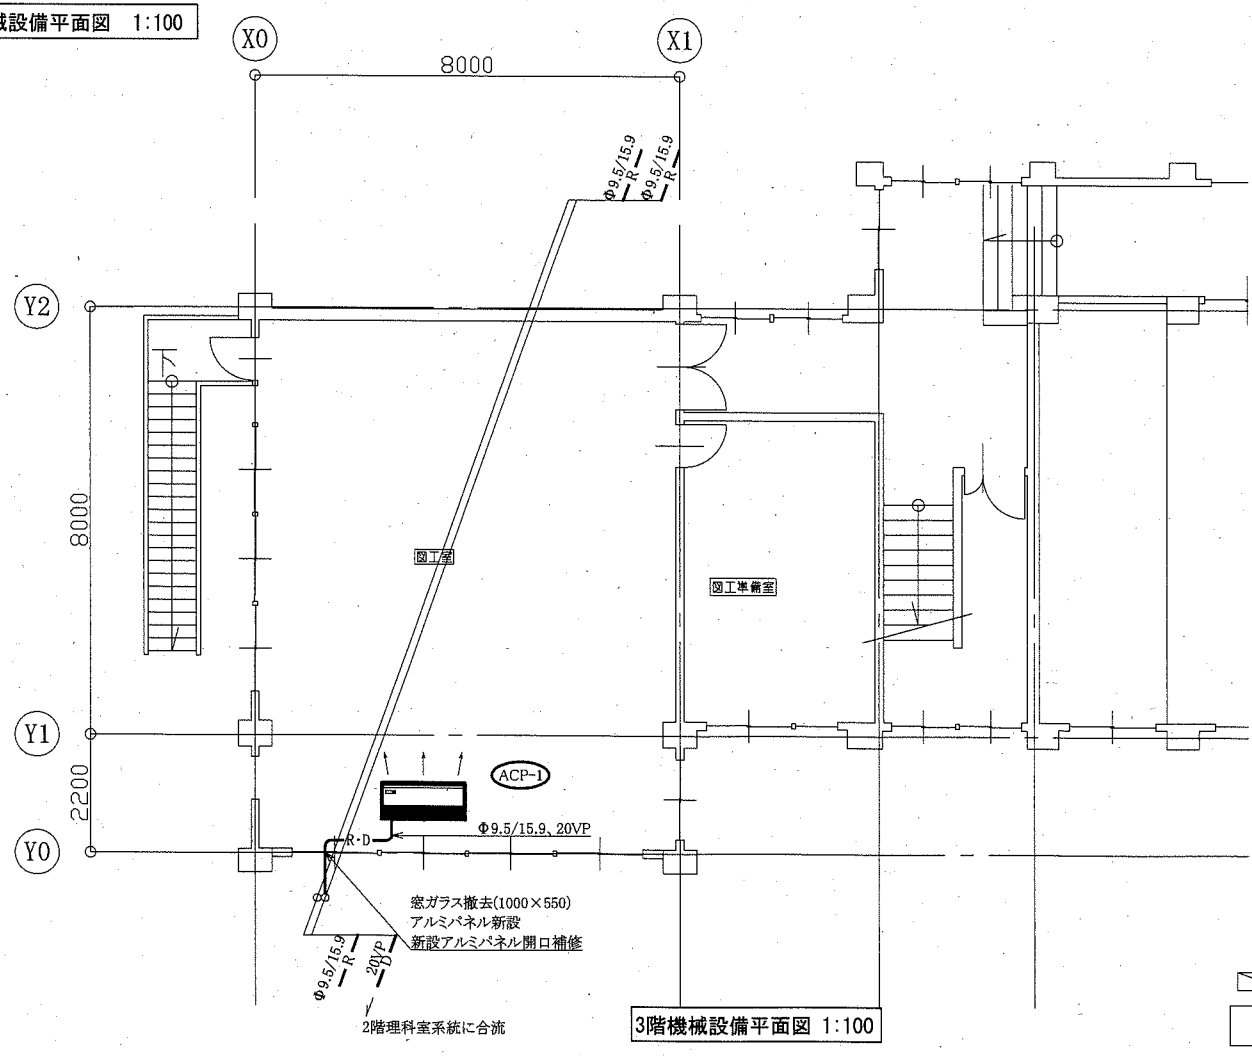 械設備平面図 1:100
X0
X1
8000
Φ9.5/15.9
R
Φ9.5/15.9
R
Y2
下
8000
図工室
図工準備室
Y1
2200
ACP-1
Y0
R・D
Φ9.5/15.9、20VP
窓ガラス撤去(1000×550)
アルミパネル新設
新設アルミパネル開口補修
Φ9.5/15.9
R
20VP
D
2階理科室系統に合流
3階機械設備平面図 1:100